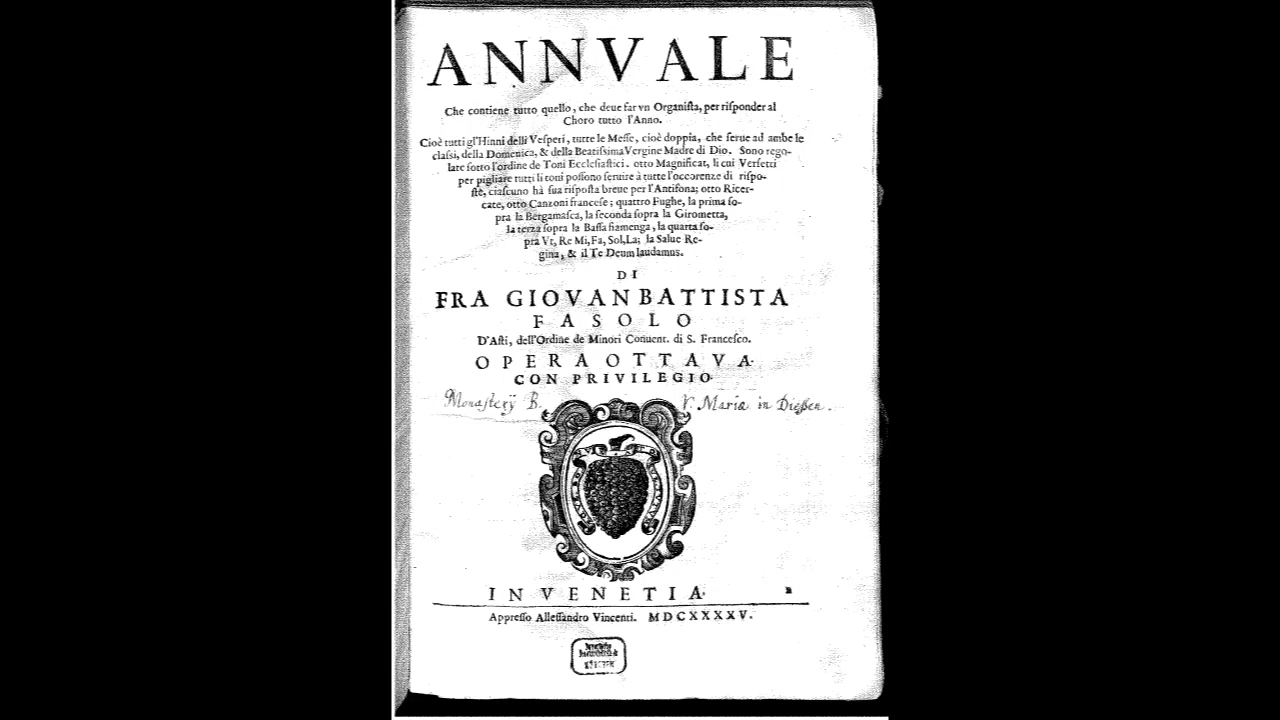 ANNVALE
Che contiene tutto quello, che deue far vn Organiſta, per riſponder al
Choro tutto l'Anno.
Cioè tutti gl'Hinni delli Veſperi, tutte le Meſſe, cioè doppia, che ſerue ad ambe le
claſsi, della Domenica, & della Beatiſsima Vergine Madre di Dio. Sono rego-
late ſotto l'ordine de Toni Eccleſiaſtici. otto Magnificat, li cui Verſetti
per pigliare tutti li toni poſſono ſeruire à tutte l'occorenze di riſpo-
ſte, ciaſcuno hà ſua riſpoſta breue per l'Antifona; otto Ricer-
cate, otto Canzoni franceſe; quattro Fughe, la prima ſo-
pra la Bergamaſca, la ſeconda ſopra la Girometta,
la terza ſopra la Baſſa fiamenga, la quarta ſo-
pra Vt, Re Mi, Fa, Sol, La; la Salue Re-
gina, & il Te Deum laudamus.
DI
FRA GIOVAN BATTISTA
FASOLO
D'Aſti, dell'Ordine de Minori Conuent. di S. Franceſco.
OPERA OTTAVA.
CON PRIVILEGIO.
Monaſterÿ B. V. Maria in Dieſſen.
IN VENETIA.
Appreſſo Alleſſandro Vincenti. MDCXXXXV.